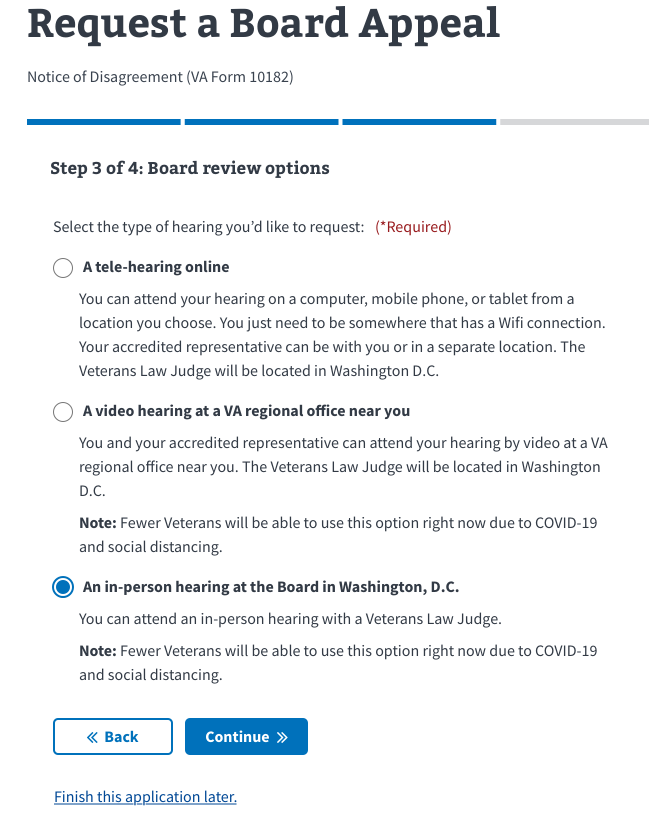 Request a Board Appeal
Notice of Disagreement (VA Form 10182)
Step 3 of 4: Board review options
Select the type of hearing you’d like to request: (*Required)
A tele-hearing online
You can attend your hearing on a computer, mobile phone, or tablet from a
location you choose. You just need to be somewhere that has a Wifi connection.
Your accredited representative can be with you or in a separate location. The
Veterans Law Judge will be located in Washington D.C.
A video hearing at a VA regional office near you
You and your accredited representative can attend your hearing by video at a VA
regional office near you. The Veterans Law Judge will be located in Washington
D.C.
Note: Fewer Veterans will be able to use this option right now due to COVID-19
and social distancing.
An in-person hearing at the Board in Washington, D.C.
You can attend an in-person hearing with a Veterans Law Judge.
Note: Fewer Veterans will be able to use this option right now due to COVID-19
and social distancing.
« Back
Continue »
Finish this application later.